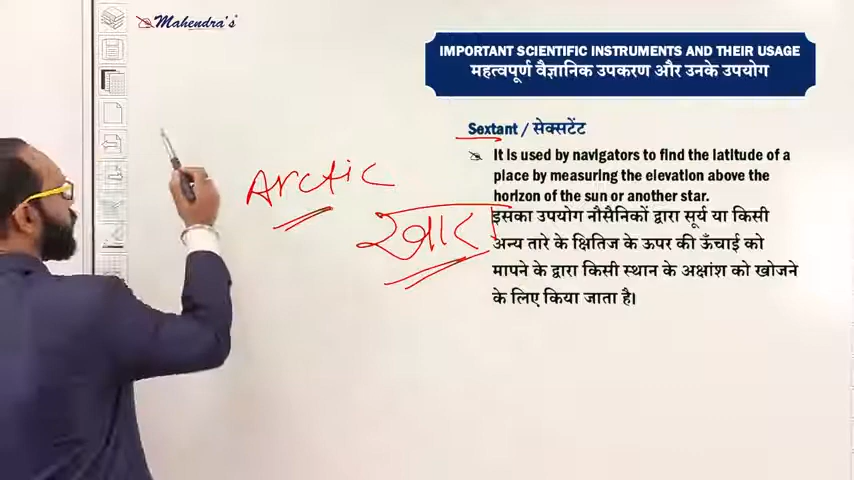 Mahendra's
IMPORTANT SCIENTIFIC INSTRUMENTS AND THEIR USAGE
महत्वपूर्ण वैज्ञानिक उपकरण और उनके उपयोग
Sextant / सेक्सटेंट
It is used by navigators to find the latitude of a
place by measuring the elevation above the
horizon of the sun or another star.
इसका उपयोग नौसैनिकों द्वारा सूर्य या किसी
अन्य तारे के क्षितिज के ऊपर की ऊँचाई को
मापने के द्वारा किसी स्थान के अक्षांश को खोजने
के लिए किया जाता है।
Arctic